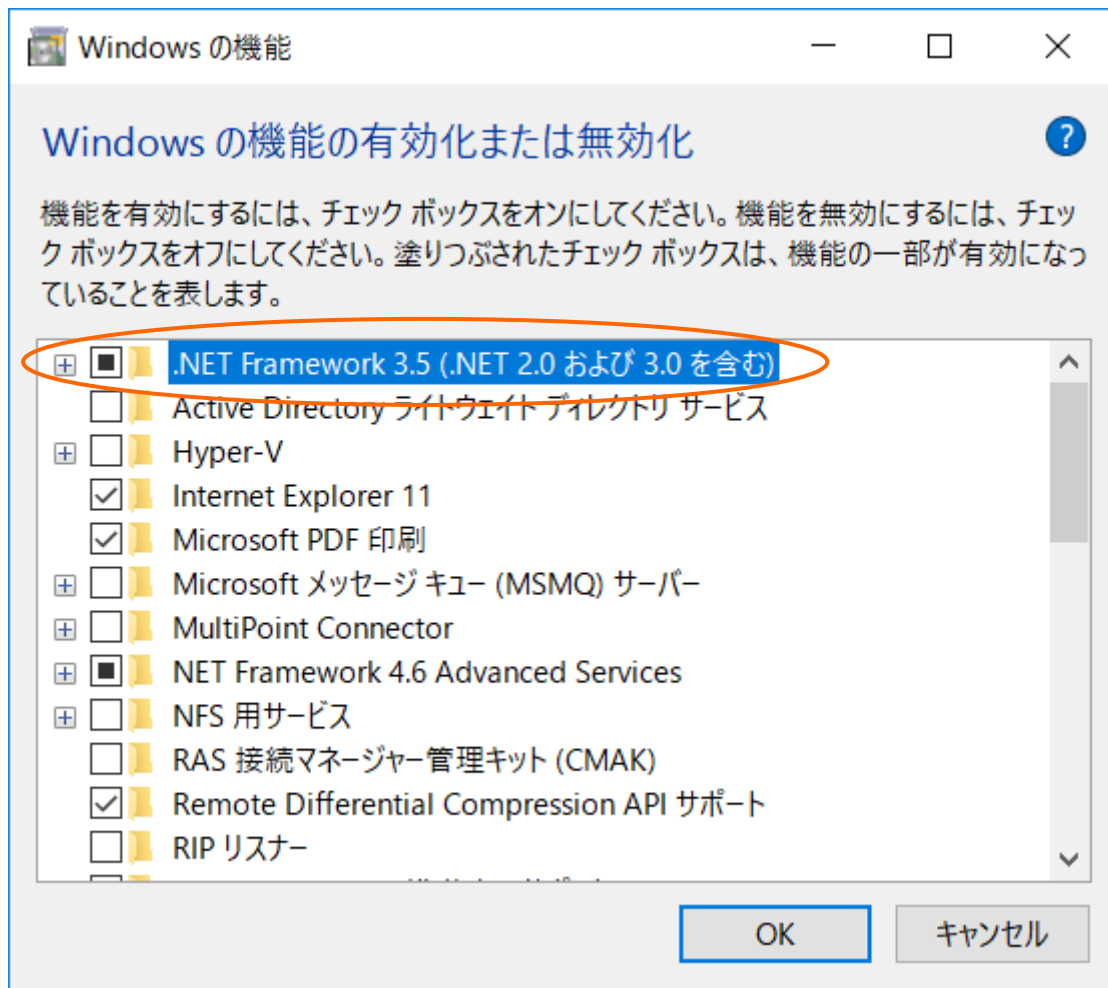 Windows の機能
Windows の機能の有効化または無効化
?
機能を有効にするには、チェック ボックスをオンにしてください。機能を無効にするには、チェッ
ク ボックスをオフにしてください。塗りつぶされたチェック ボックスは、機能の一部が有効になっ
ていることを表します。
.NET Framework 3.5 (.NET 2.0 および 3.0 を含む)
Active Directory ライトウェイト ディレクトリ サービス
Hyper-V
Internet Explorer 11
Microsoft PDF 印刷
Microsoft メッセージ キュー (MSMQ) サーバー
MultiPoint Connector
NET Framework 4.6 Advanced Services
NFS 用サービス
RAS 接続マネージャー管理キット (CMAK)
Remote Differential Compression API サポート
RIP リスナー
OK
キャンセル